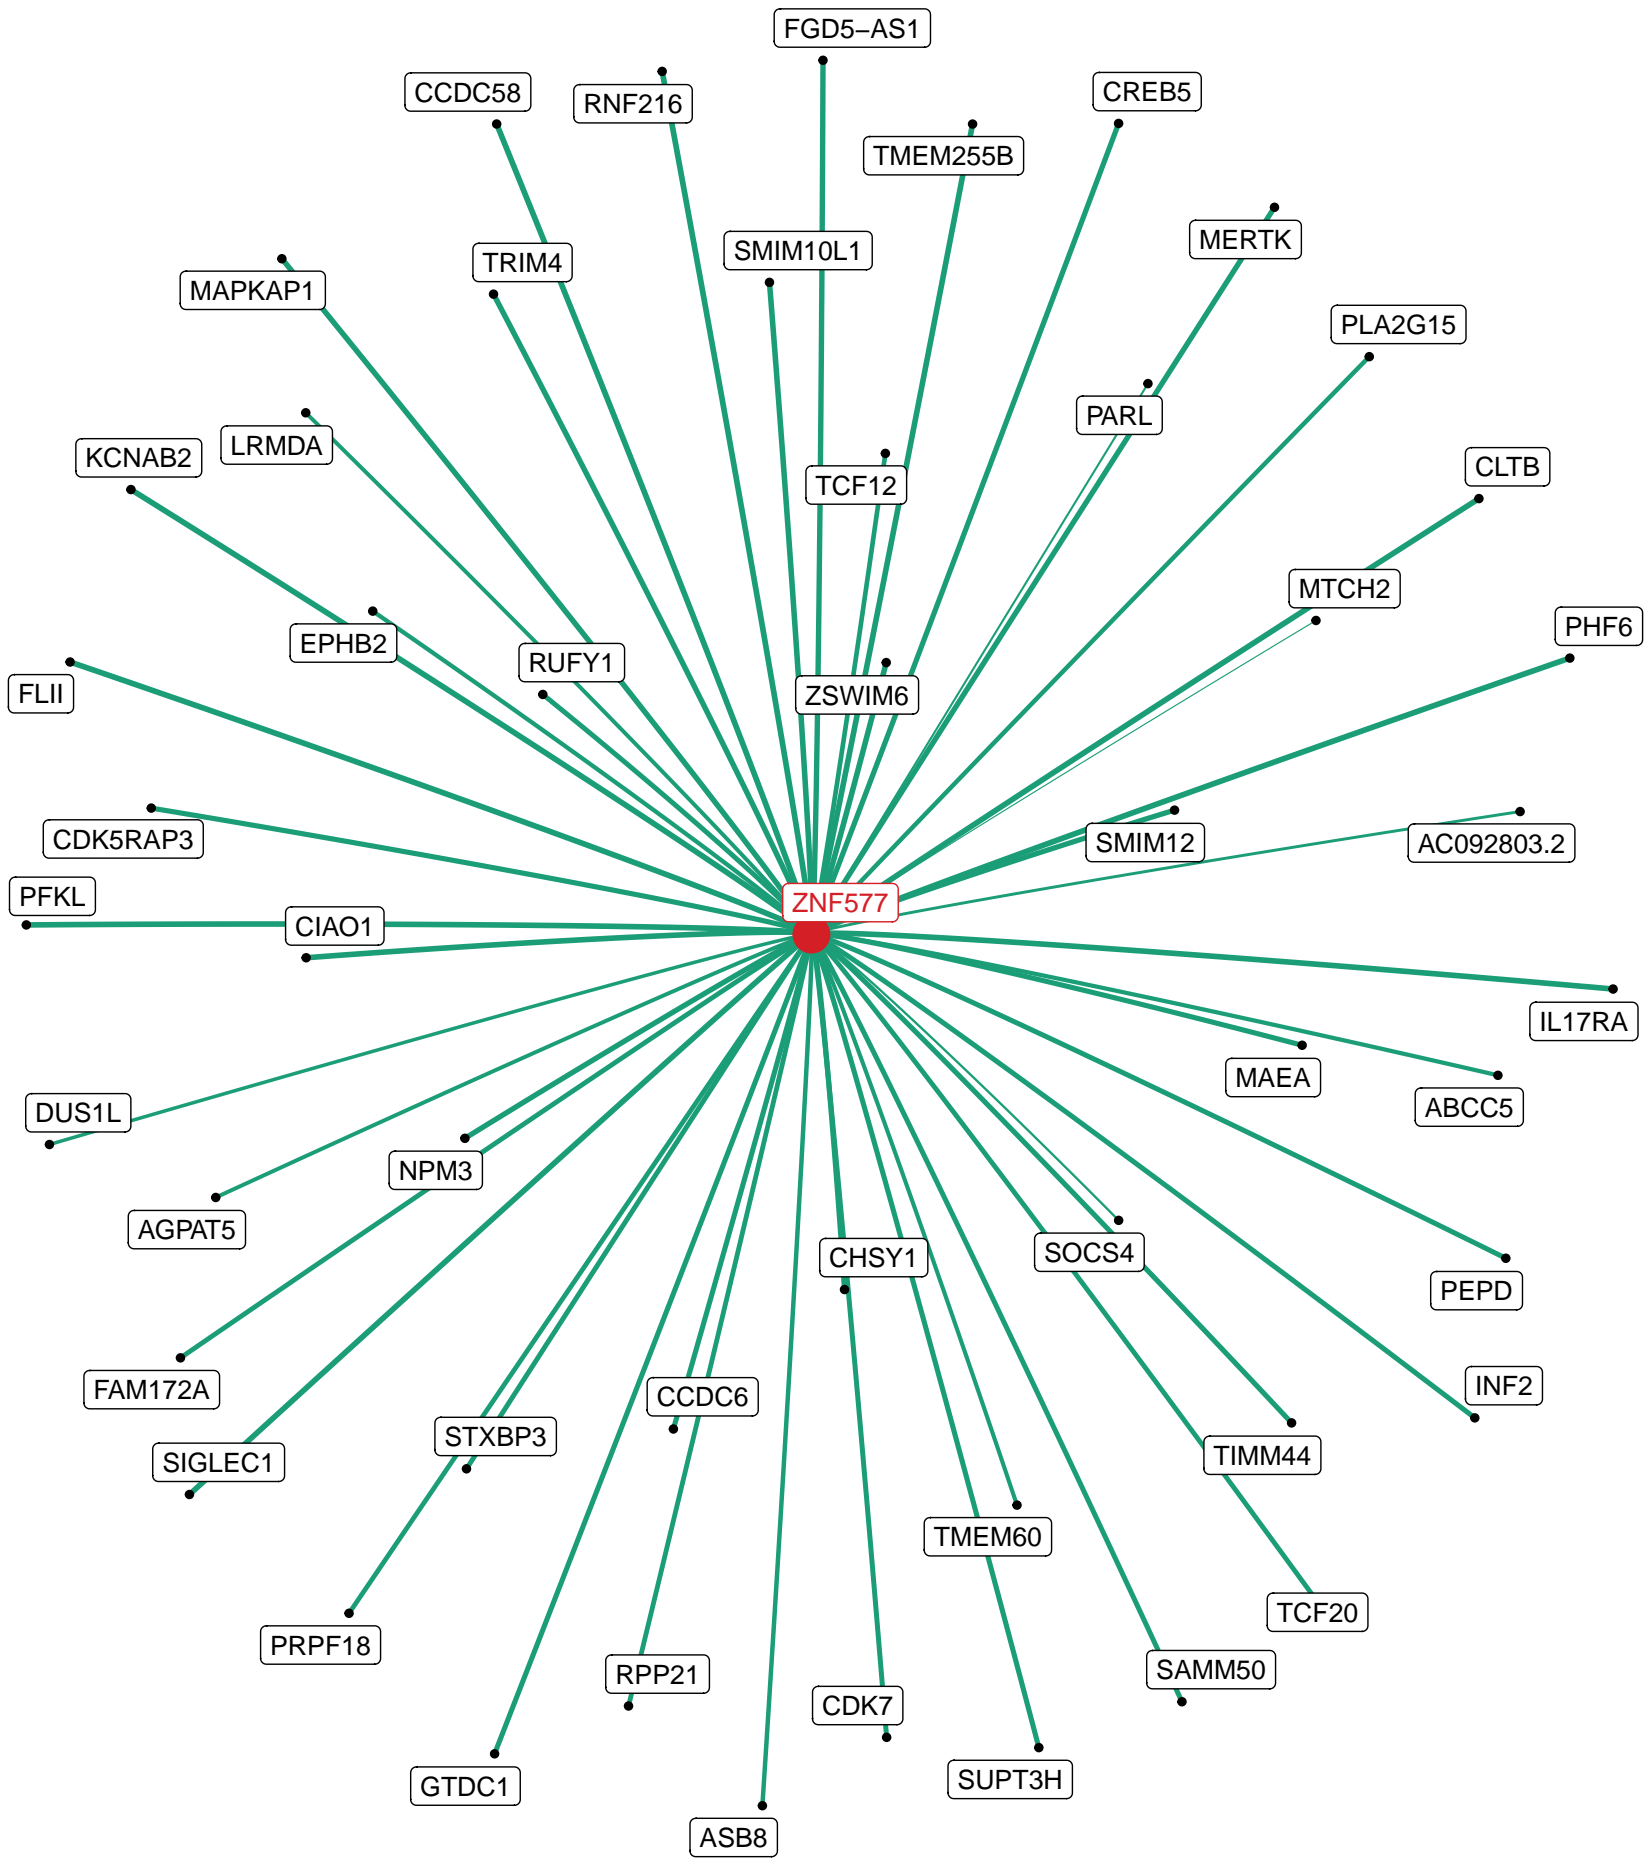 FGD5−AS1
CCDC58
RNF216
CREB5
TMEM255B
MERTK
SMIM10L1
TRIM4
MAPKAP1
PLA2G15
PARL
LRMDA
KCNAB2
CLTB
TCF12
MTCH2
PHF6
EPHB2
RUFY1
FLII
ZSWIM6
CDK5RAP3
SMIM12
AC092803.2
PFKL
ZNF577
CIAO1
IL17RA
MAEA
ABCC5
DUS1L
NPM3
AGPAT5
SOCS4
CHSY1
PEPD
INF2
FAM172A
CCDC6
STXBP3
SIGLEC1
TIMM44
TMEM60
TCF20
PRPF18
RPP21
SAMM50
CDK7
SUPT3H
GTDC1
ASB8